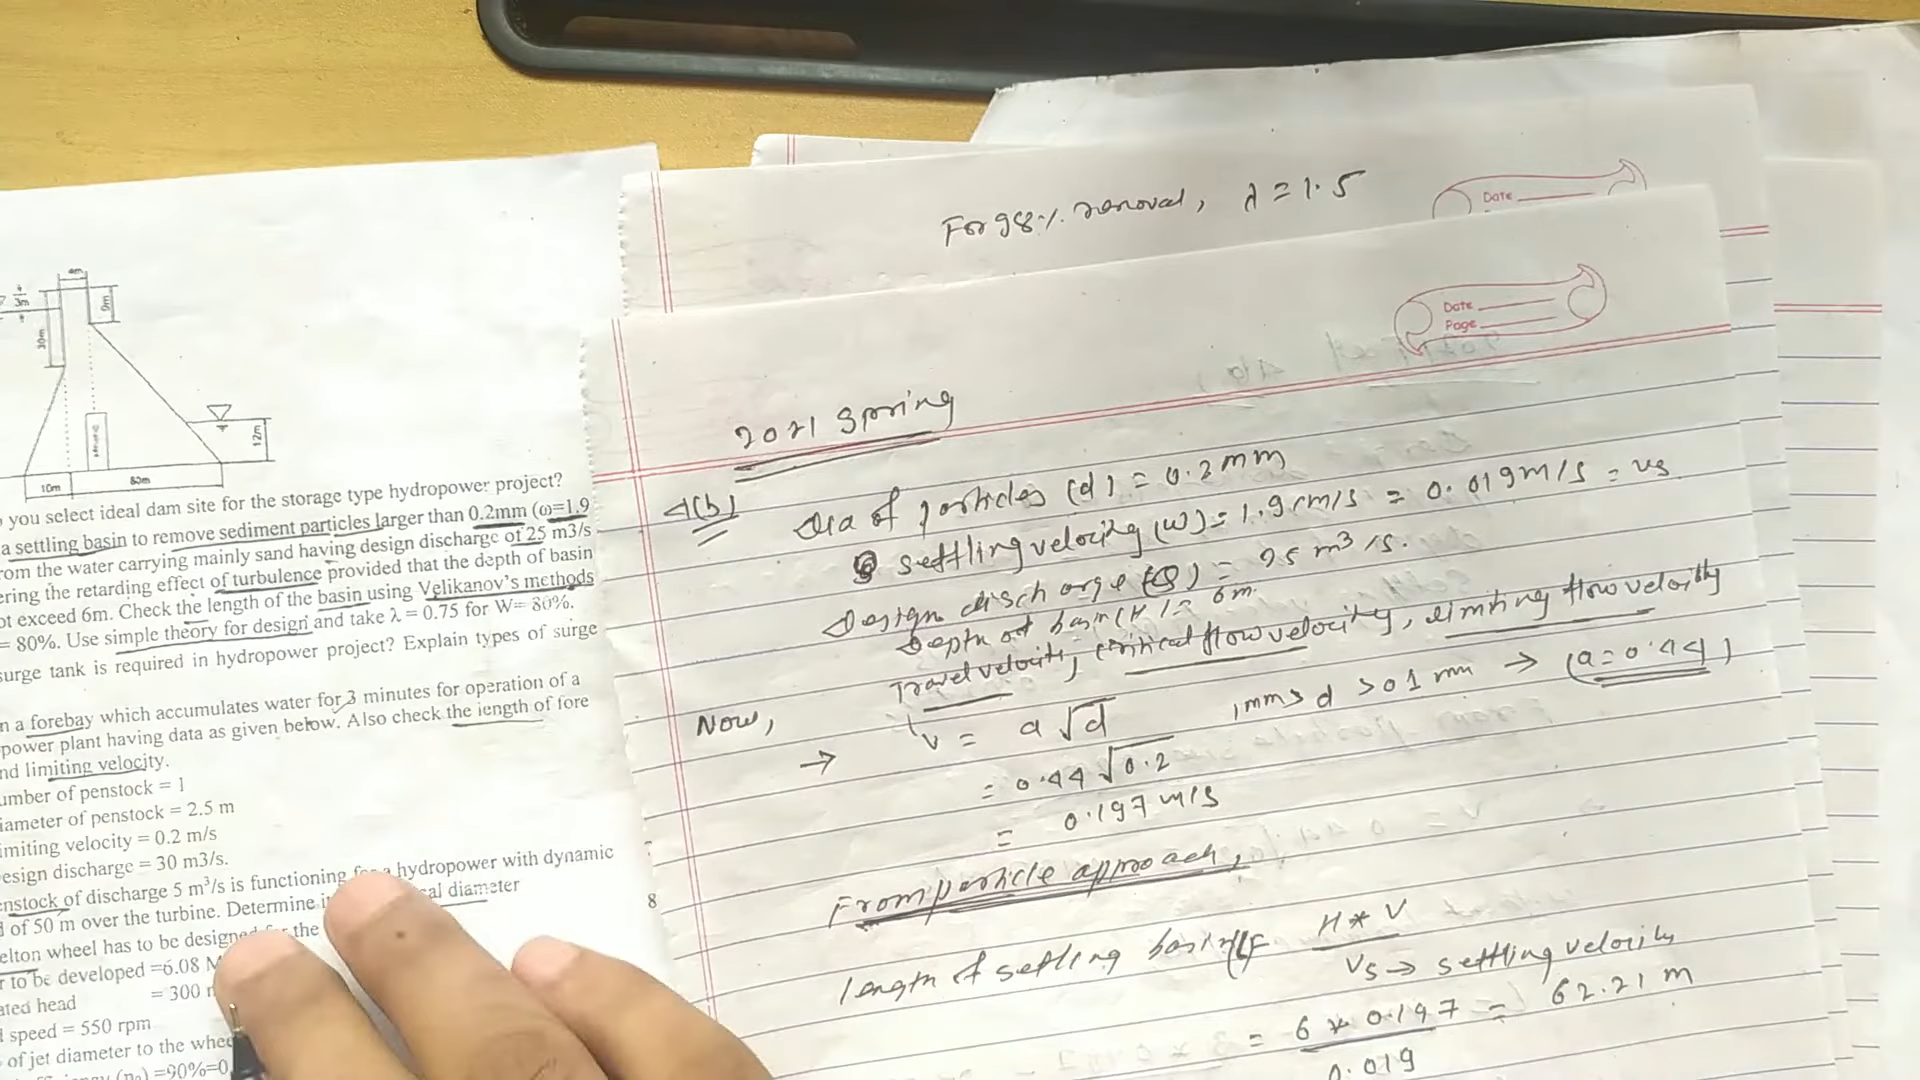 4m
3m
9m
30m
12m
10m
80m
you select ideal dam site for the storage type hydropower project?
a settling basin to remove sediment particles larger than 0.2mm (ω=1.9
rom the water carrying mainly sand having design discharge of 25 m3/s
ering the retarding effect of turbulence provided that the depth of basin
ot exceed 6m. Check the length of the basin using Velikanov's methods
= 80%. Use simple theory for design and take λ = 0.75 for W= 80%.
surge tank is required in hydropower project? Explain types of surge
n a forebay which accumulates water for 3 minutes for operation of a
power plant having data as given below. Also check the length of fore
nd limiting velocity.
umber of penstock = 1
iameter of penstock = 2.5 m
imiting velocity = 0.2 m/s
esign discharge = 30 m3/s.
enstock of discharge 5 m³/s is functioning for a hydropower with dynamic
d of 50 m over the turbine. Determine cal diameter
elton wheel has to be designed for the
r to be developed =6.08 M
ated head = 300
speed = 550 rpm
of jet diameter to the whee
=90%=0.
7
8
For 98% removal, λ = 1.5
Date
Date
Page
2021 Spring
4(b)
Dia of particles (d) = 0.2mm
settling velocity (w) = 1.9 cm/s = 0.019m/s = vs
Design discharge (Q) = 25 m3/s.
Depth of basin (H) = 6m.
Travel velocity, critical flow velocity, limiting flow velocity
Now,
→ v = a√d 1mm > d > 0.1 mm → (a = 0.44)
= 0.44 √0.2
= 0.197 m/s
From particle approach,
length of settling basin (L) = H * V
Vs → settling velocity
= 6 * 0.197 = 62.21 m
0.019